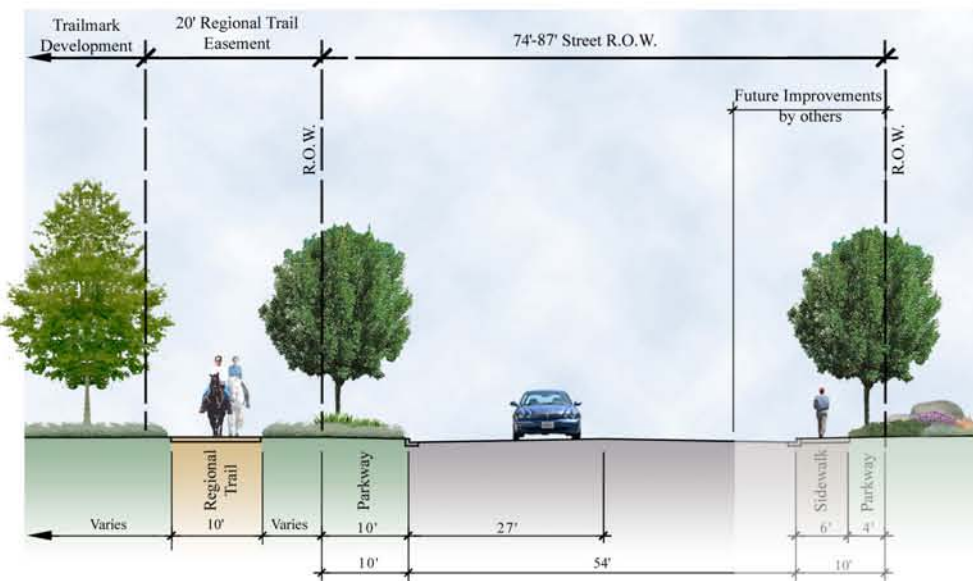 Trailmark
Development
20' Regional Trail
Easement
74'-87' Street R.O.W.
Future Improvements
by others
R.O.W.
R.O.W.
Regional
Trail
Parkway
Sidewalk
Parkway
Varies
10'
Varies
10'
27'
6'
4'
10'
54'
10'